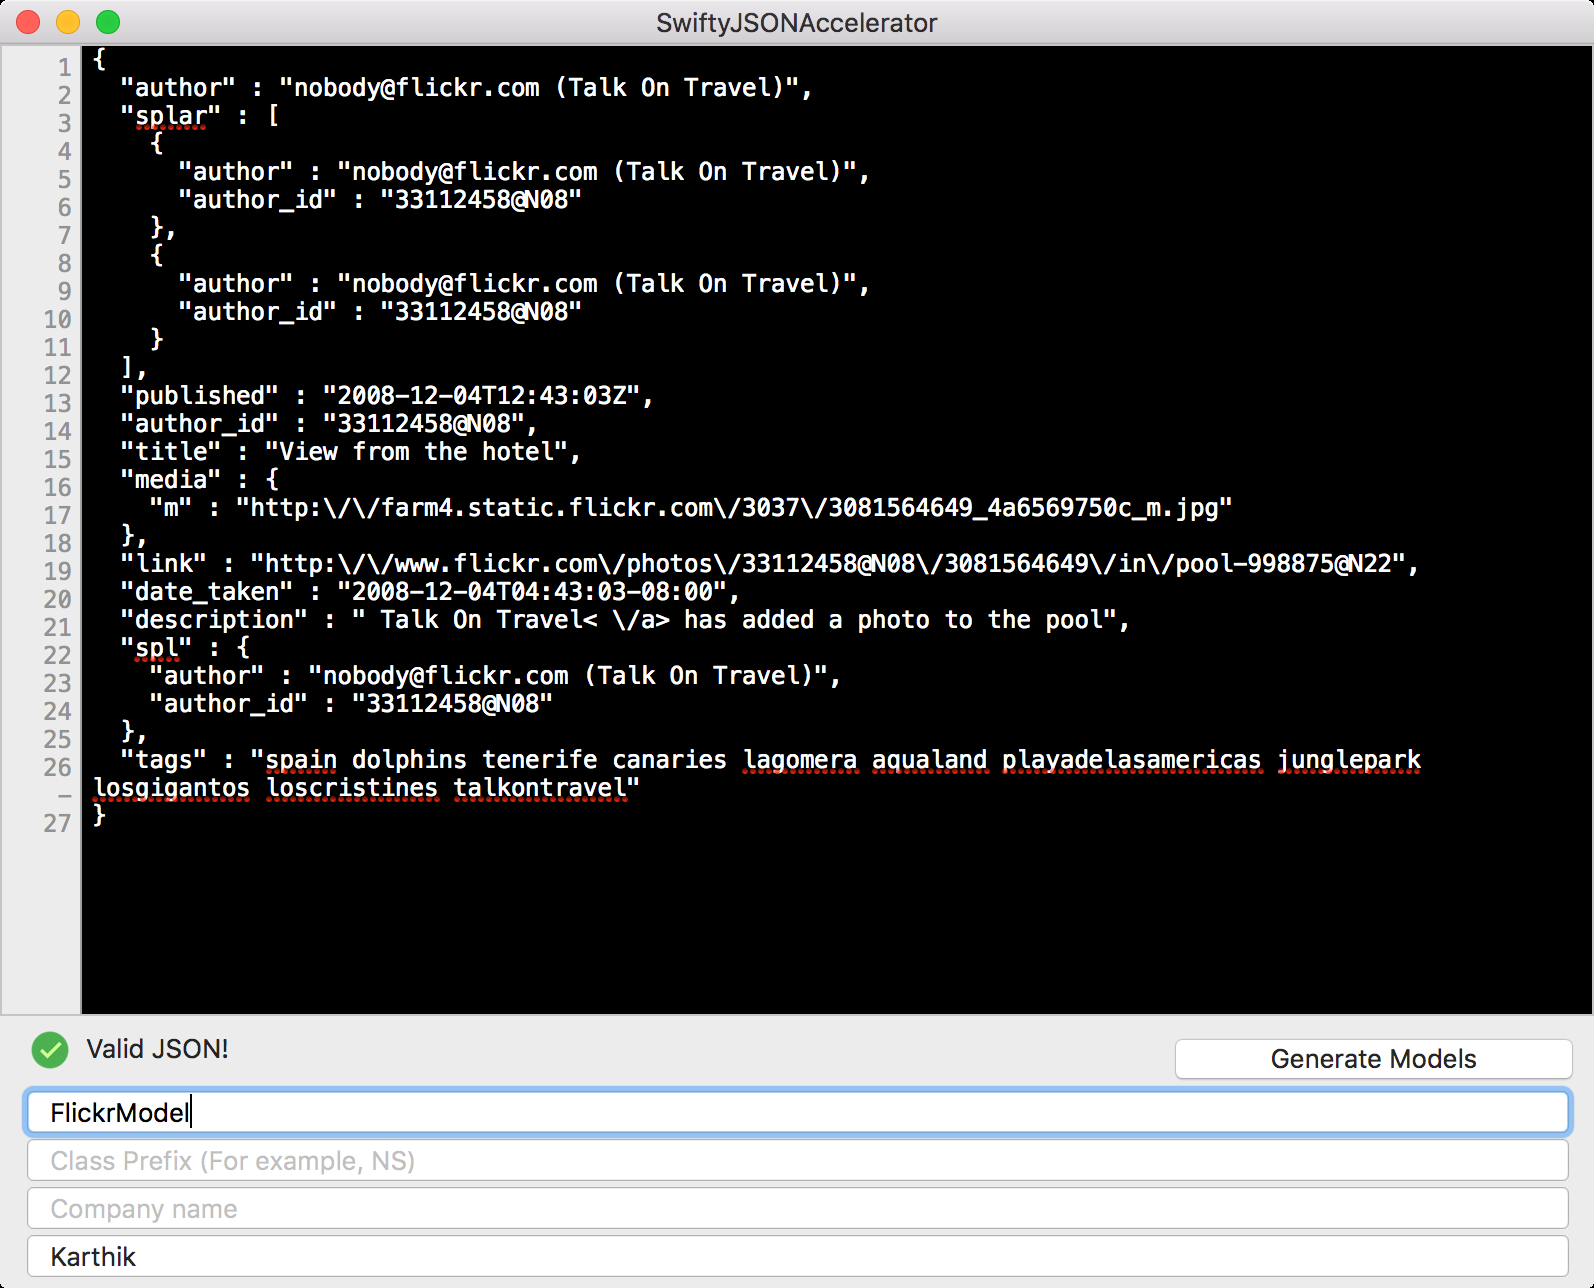 SwiftyJSONAccelerator
1 {
2 "author" : "nobody@flickr.com (Talk On Travel)",
3 "splar" : [
4 {
5 "author" : "nobody@flickr.com (Talk On Travel)",
6 "author_id" : "33112458@N08"
7 },
8 {
9 "author" : "nobody@flickr.com (Talk On Travel)",
10 "author_id" : "33112458@N08"
11 }
12 ],
13 "published" : "2008-12-04T12:43:03Z",
14 "author_id" : "33112458@N08",
15 "title" : "View from the hotel",
16 "media" : {
17 "m" : "http:\/\/farm4.static.flickr.com\/3037\/3081564649_4a6569750c_m.jpg"
18 },
19 "link" : "http:\/\/www.flickr.com\/photos\/33112458@N08\/3081564649\/in\/pool-998875@N22",
20 "date_taken" : "2008-12-04T04:43:03-08:00",
21 "description" : " Talk On Travel< \/a> has added a photo to the pool",
22 "spl" : {
23 "author" : "nobody@flickr.com (Talk On Travel)",
24 "author_id" : "33112458@N08"
25 },
26 "tags" : "spain dolphins tenerife canaries lagomera aqualand playadelasamericas junglepark
- losgigantos loscristines talkontravel"
27 }
Valid JSON!
Generate Models
FlickrModel
Class Prefix (For example, NS)
Company name
Karthik